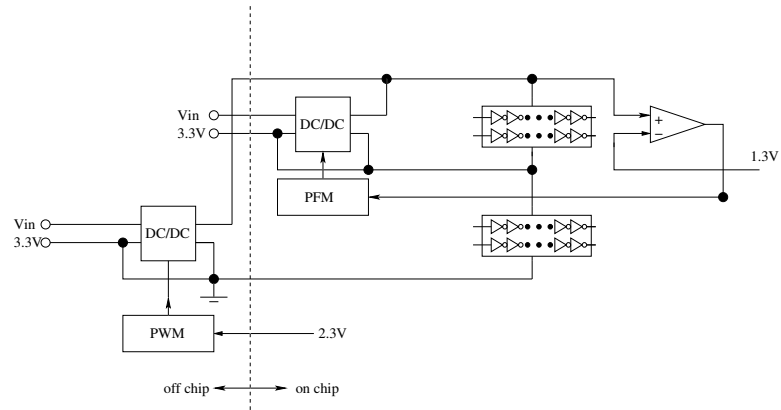 Vin
3.3V
DC/DC
+
−
1.3V
PFM
Vin
3.3V
DC/DC
PWM
2.3V
off chip
on chip